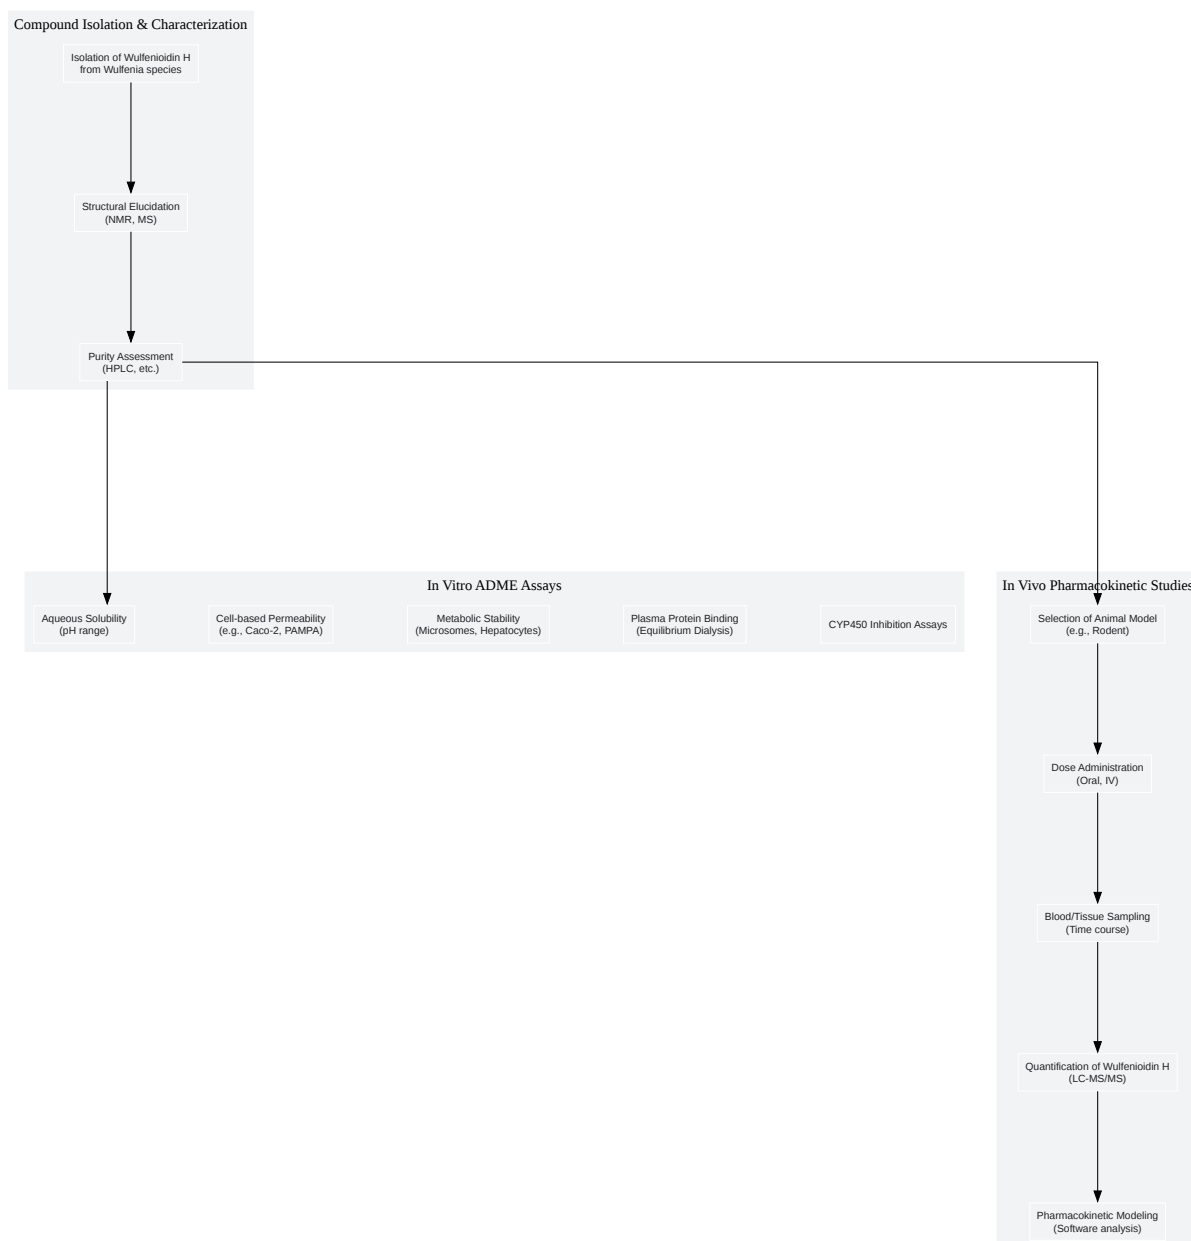 Compound Isolation & Characterization
Isolation of Wulfenioidin H
from Wulfenia species
Structural Elucidation
(NMR, MS)
Purity Assessment
(HPLC, etc.)
In Vitro ADME Assays
Aqueous Solubility
(pH range)
Cell-based Permeability
(e.g., Caco-2, PAMPA)
Metabolic Stability
(Microsomes, Hepatocytes)
Plasma Protein Binding
(Equilibrium Dialysis)
CYP450 Inhibition Assays
In Vivo Pharmacokinetic Studies
Selection of Animal Model
(e.g., Rodent)
Dose Administration
(Oral, IV)
Blood/Tissue Sampling
(Time course)
Quantification of Wulfenioidin H
(LC-MS/MS)
Pharmacokinetic Modeling
(Software analysis)